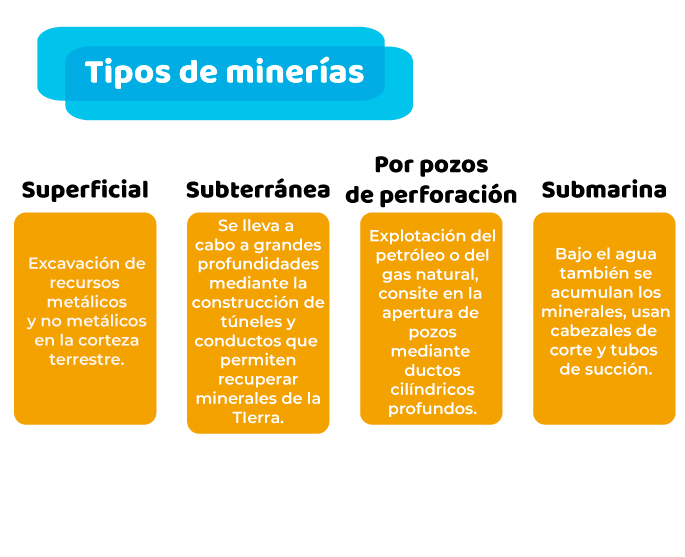 Tipos de minerías
Superficial
Excavación de
recursos
metálicos
y no metálicos
en la corteza
terrestre.
Subterránea
Se lleva a
cabo a grandes
profundidades
mediante la
construcción de
túneles y
conductos que
permiten
recuperar
minerales de la
TIerra.
Por pozos
de perforación
Explotación del
petróleo o del
gas natural,
consite en la
apertura de
pozos
mediante
ductos
cilíndricos
profundos.
Submarina
Bajo el agua
también se
acumulan los
minerales, usan
cabezales de
corte y tubos
de succión.